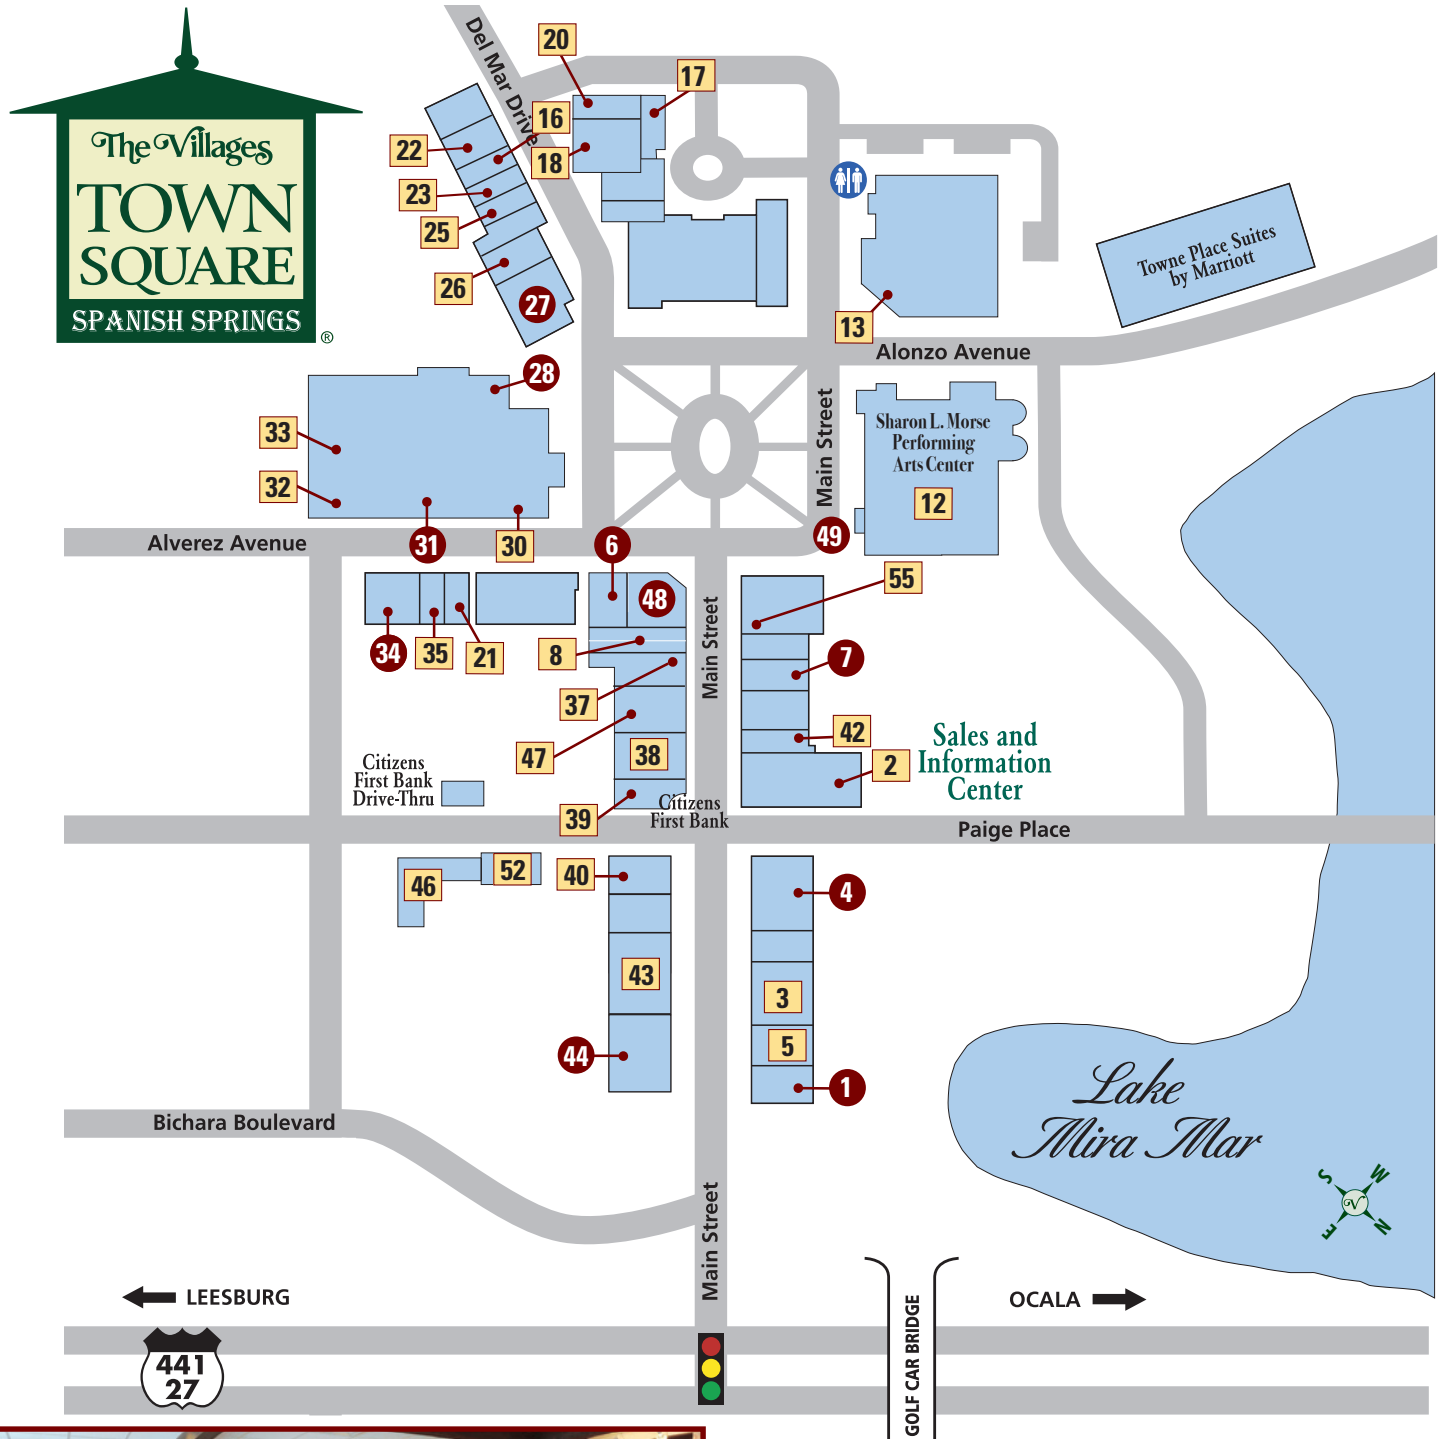 The Villages
TOWN
SQUARE
SPANISH SPRINGS
®
Del Mar Drive
20
17
16
22
18
23
25
26
27
13
Towne Place Suites
by Marriott
Alonzo Avenue
28
33
32
31
30
Main Street
Sharon L. Morse
Performing
Arts Center
12
49
Alverez Avenue
6
48
55
34
35
21
8
Main Street
7
37
47
38
42
2
Sales and
Information
Center
Citizens
First Bank
Drive-Thru
39
Citizens
First Bank
Paige Place
46
52
40
4
43
3
5
44
1
Lake
Mira Mar
Bichara Boulevard
S
W
V
E
N
Main Street
LEESBURG
OCALA
441
27
GOLF CAR BRIDGE